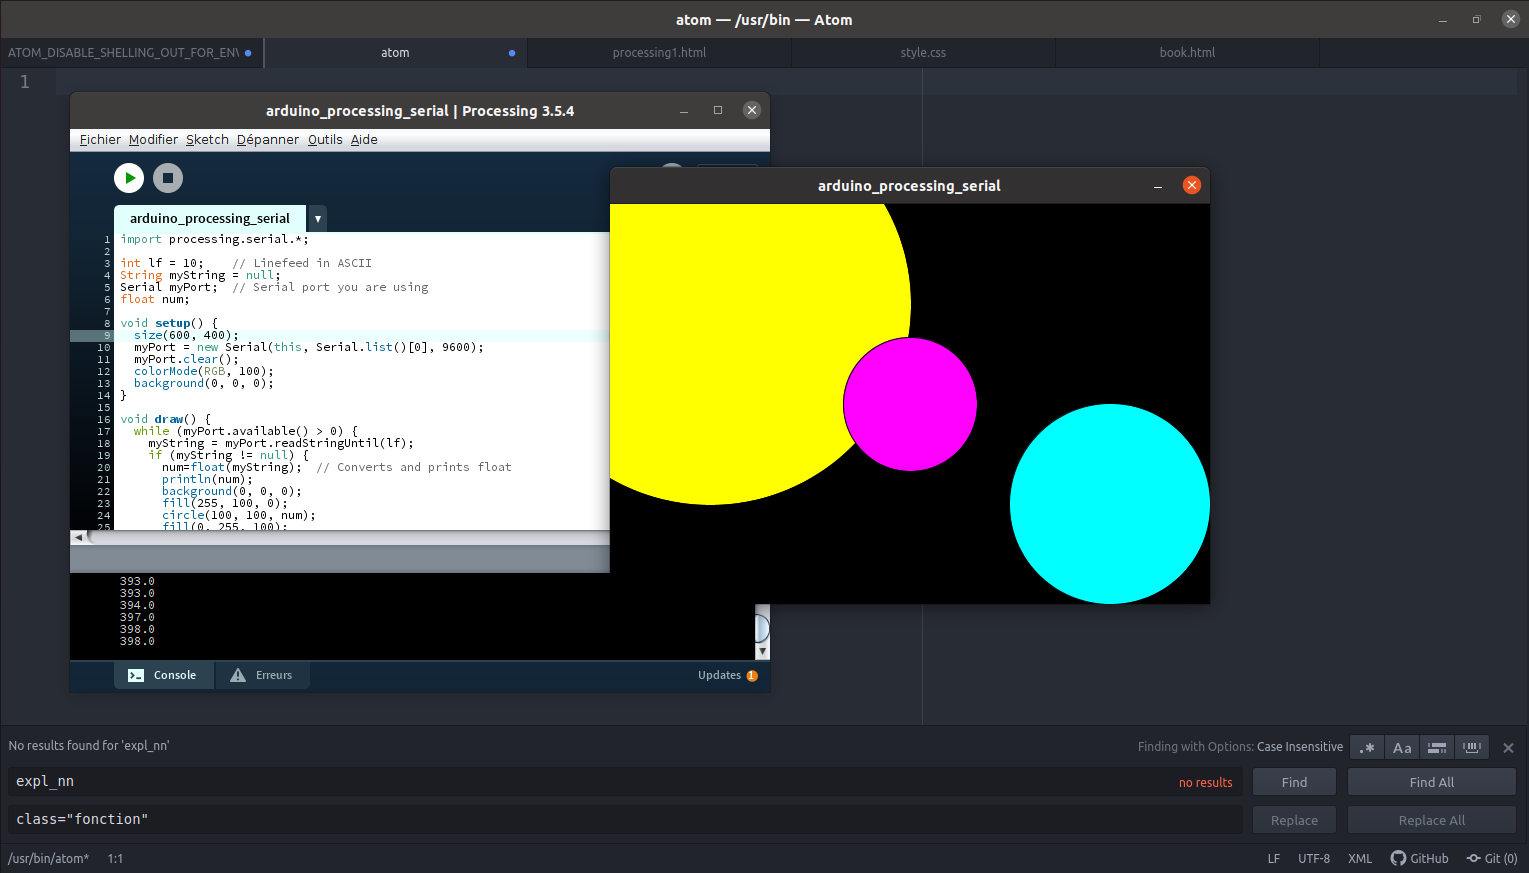 atom — /usr/bin — Atom
ATOM_DISABLE_SHELLING_OUT_FOR_ENV
atom
processing1.html
style.css
book.html
1
arduino_processing_serial | Processing 3.5.4
Fichier Modifier Sketch Dépanner Outils Aide
arduino_processing_serial
1 import processing.serial.*;
2
3 int lf = 10;    // Linefeed in ASCII
4 String myString = null;
5 Serial myPort;  // Serial port you are using
6 float num;
7
8 void setup() {
9   size(600, 400);
10   myPort = new Serial(this, Serial.list()[0], 9600);
11   myPort.clear();
12   colorMode(RGB, 100);
13   background(0, 0, 0);
14 }
15
16 void draw() {
17   while (myPort.available() > 0) {
18     myString = myPort.readStringUntil(lf);
19     if (myString != null) {
20       num=float(myString);  // Converts and prints float
21       println(num);
22       background(0, 0, 0);
23       fill(255, 100, 0);
24       circle(100, 100, num);
25       fill(0, 255, 100);
393.0
393.0
394.0
397.0
398.0
398.0
Console
Erreurs
Updates 1
arduino_processing_serial
No results found for 'expl_nn'
Finding with Options: Case Insensitive
.* Aa
expl_nn
no results
Find
Find All
class="fonction"
Replace
Replace All
/usr/bin/atom* 1:1
LF UTF-8 XML GitHub Git (0)